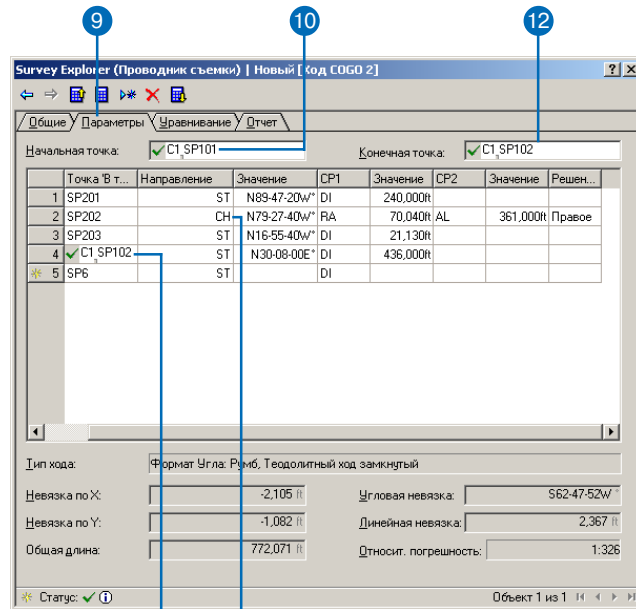 9 10 12
Survey Explorer (Проводник съемки) | Новый [Код COGO 2]
Общие Параметры Уравнивание Отчет
Начальная точка: C1_SP101 Конечная точка: C1_SP102
Точка 'В т... Направление Значение CP1 Значение CP2 Значение Решен...
1 SP201 ST N89-47-20W° DI 240,000ft
2 SP202 CH N79-27-40W° RA 70,040ft AL 361,000ft Правое
3 SP203 ST N16-55-40W° DI 21,130ft
4 C1_SP102 ST N30-08-00E° DI 436,000ft
5 SP6 ST DI
Тип хода: Формат Угла: Румб, Теодолитный ход замкнутый
Невязка по X: -2,105 ft Угловая невязка: S62-47-52W °
Невязка по Y: -1,082 ft Линейная невязка: 2,367 ft
Общая длина: 772,071 ft Относит. погрешность: 1:326
Статус: Объект 1 из 1